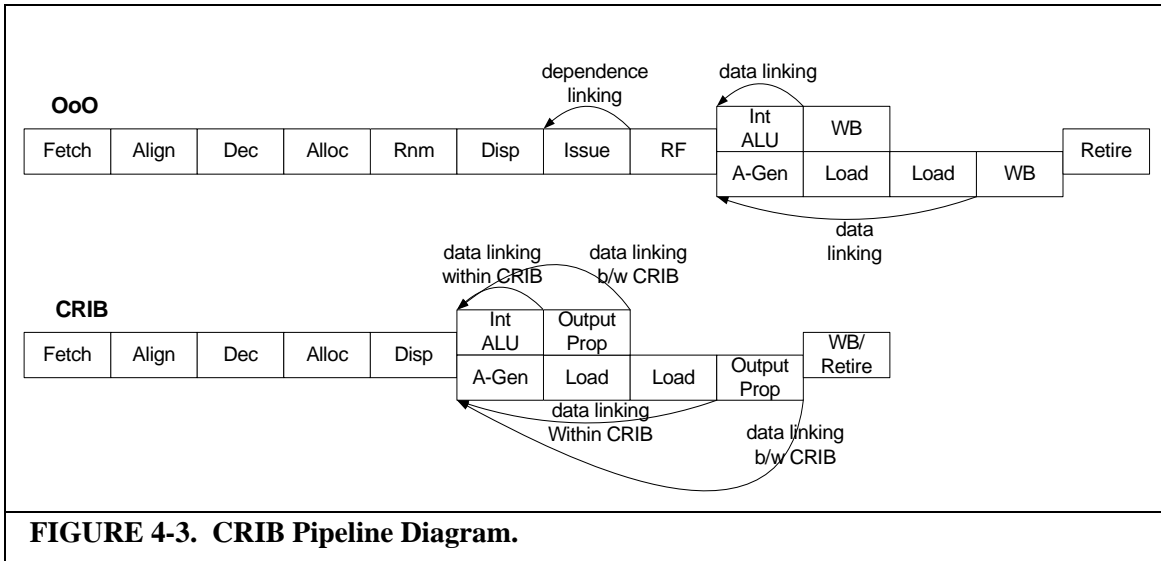 dependence
linking
data linking
OoO
Fetch
Align
Dec
Alloc
Rnm
Disp
Issue
RF
Int
ALU
WB
A-Gen
Load
Load
WB
Retire
data
linking
data linking
within CRIB
data linking
b/w CRIB
CRIB
Fetch
Align
Dec
Alloc
Disp
Int
ALU
Output
Prop
A-Gen
Load
Load
Output
Prop
WB/
Retire
data linking
Within CRIB
data linking
b/w CRIB
FIGURE 4-3. CRIB Pipeline Diagram.